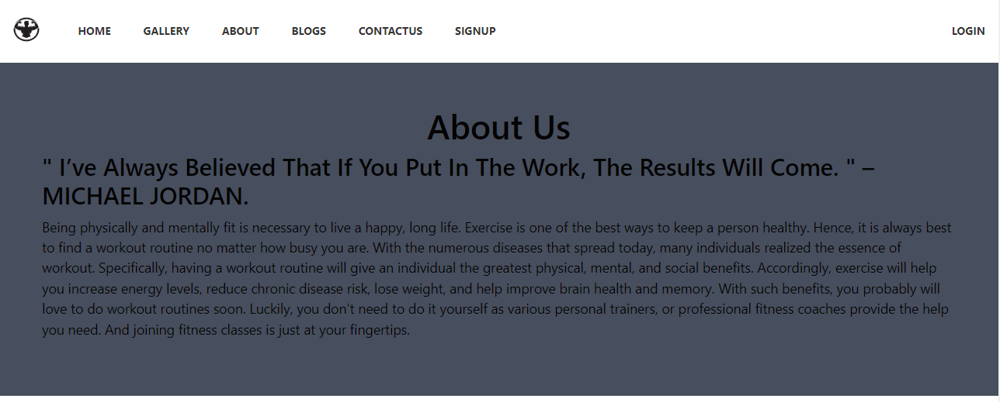 HOME GALLERY ABOUT BLOGS CONTACTUS SIGNUP LOGIN
About Us
" I’ve Always Believed That If You Put In The Work, The Results Will Come. " –
MICHAEL JORDAN.
Being physically and mentally fit is necessary to live a happy, long life. Exercise is one of the best ways to keep a person healthy. Hence, it is always best
to find a workout routine no matter how busy you are. With the numerous diseases that spread today, many individuals realized the essence of
workout. Specifically, having a workout routine will give an individual the greatest physical, mental, and social benefits. Accordingly, exercise will help
you increase energy levels, reduce chronic disease risk, lose weight, and help improve brain health and memory. With such benefits, you probably will
love to do workout routines soon. Luckily, you don’t need to do it yourself as various personal trainers, or professional fitness coaches provide the help
you need. And joining fitness classes is just at your fingertips.